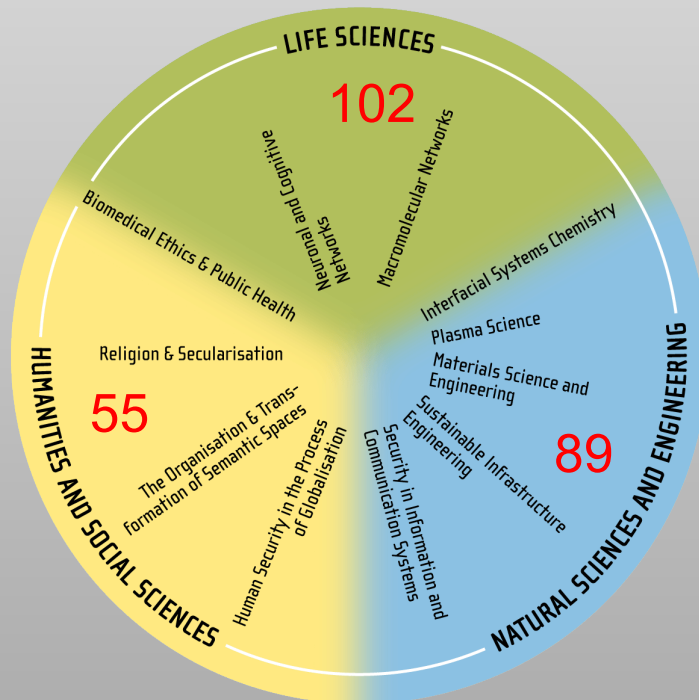 LIFE SCIENCES
102
Neuronal and Cognitive
Networks
Macromolecular Networks
Biomedical Ethics & Public Health
Interfacial Systems Chemistry
Plasma Science
Religion & Secularisation
Materials Science and
Engineering
55
The Organisation & Trans-
formation of Semantic Spaces
Sustainable Infrastructure
Engineering
89
Human Security in the Process
of Globalisation
Security in Information and
Communication Systems
HUMANITIES AND SOCIAL SCIENCES
NATURAL SCIENCES AND ENGINEERING